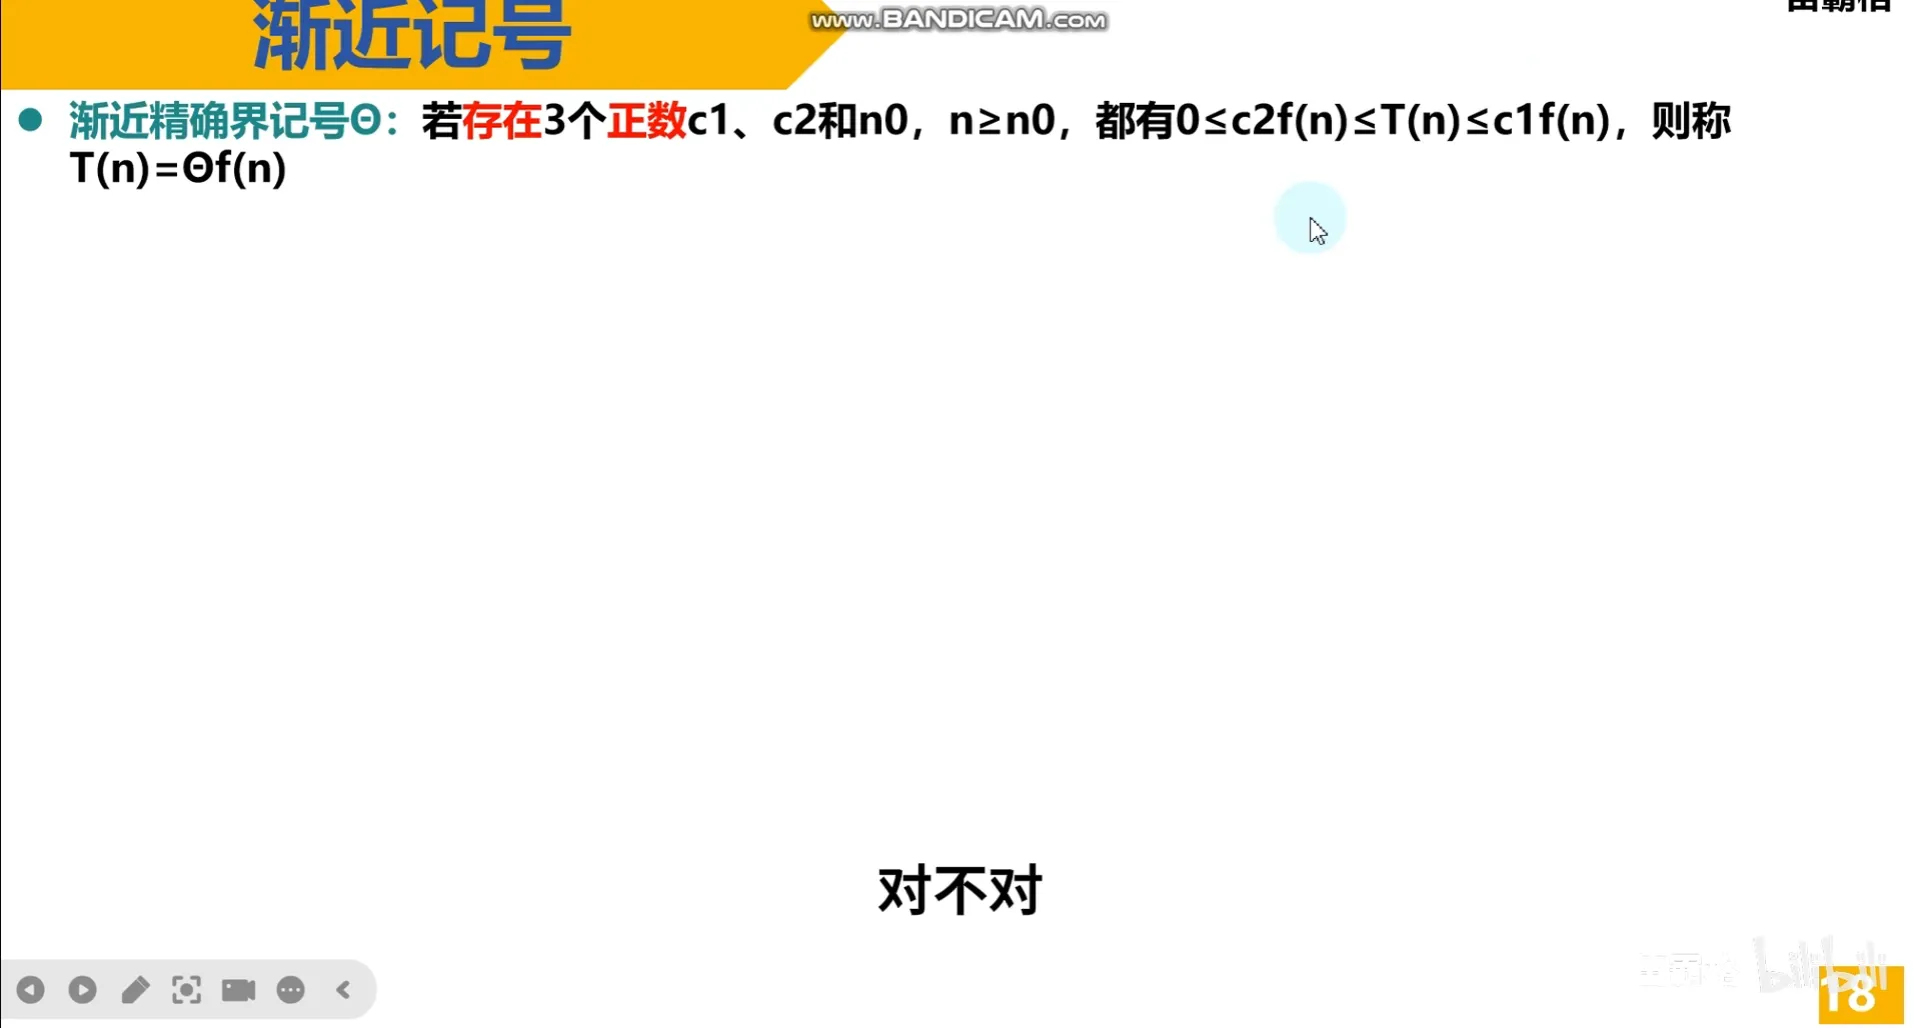 www.BANDICAM.com
渐近记号
渐近精确界记号Θ：若存在3个正数c1、c2和n0，n≥n0，都有0≤c2f(n)≤T(n)≤c1f(n)，则称
T(n)=Θf(n)
对不对
bilibili
18